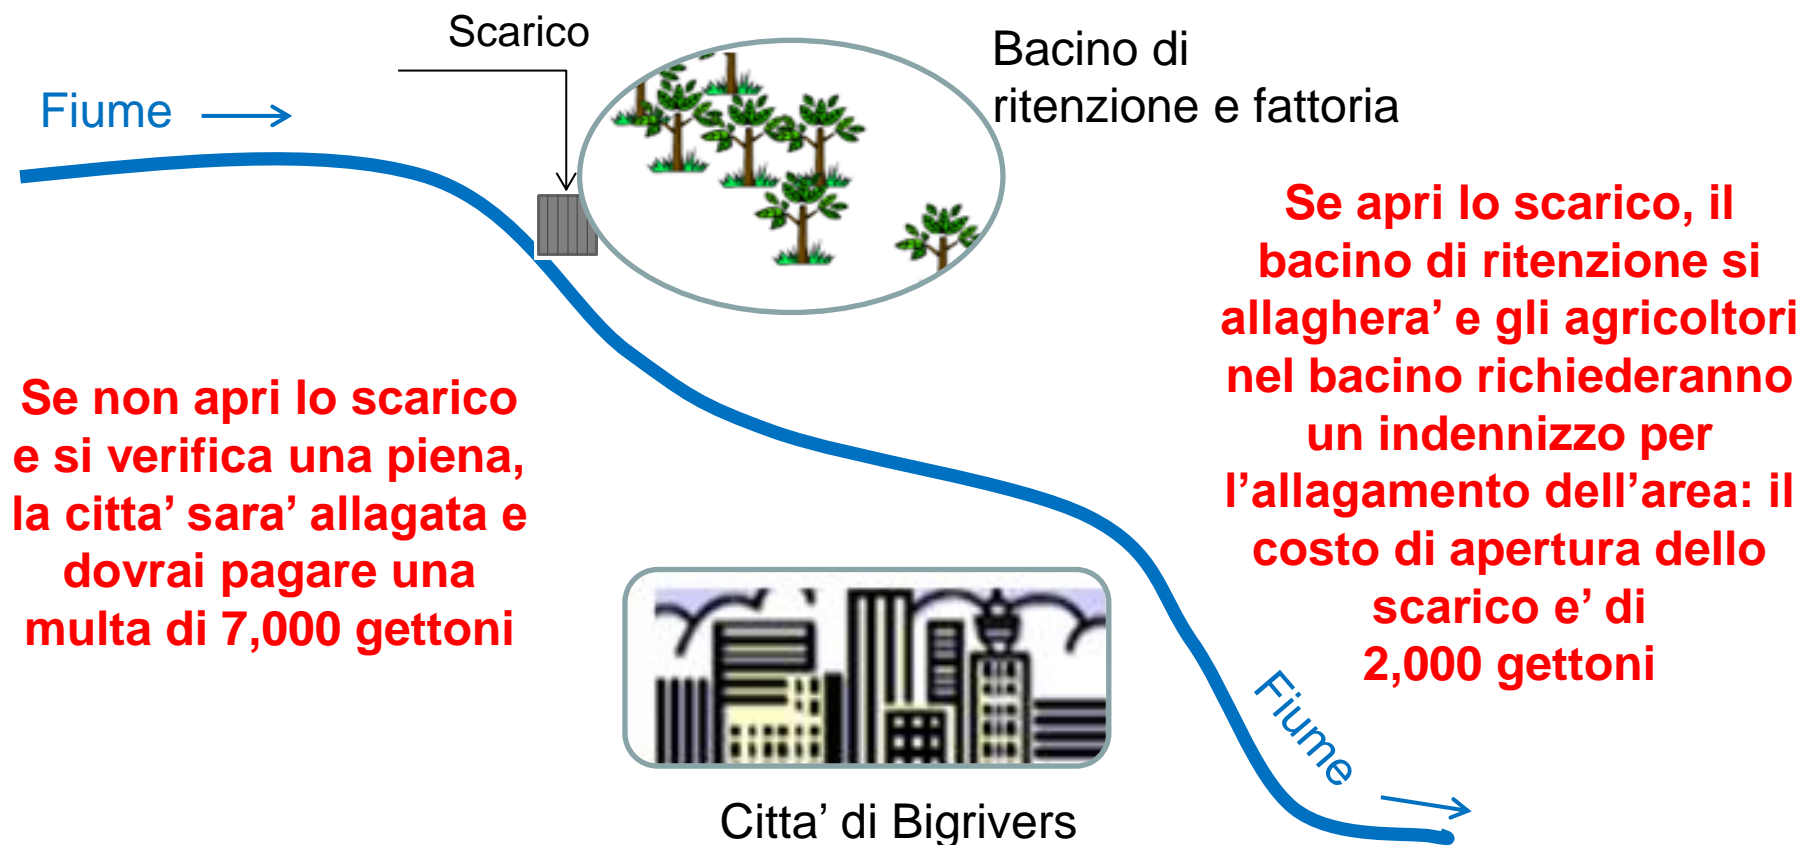 Scarico
Bacino di
ritenzione e fattoria
Fiume
Se apri lo scarico, il
bacino di ritenzione si
allaghera’ e gli agricoltori
nel bacino richiederanno
un indennizzo per
l’allagamento dell’area: il
costo di apertura dello
scarico e’ di
2,000 gettoni
Se non apri lo scarico
e si verifica una piena,
la citta’ sara’ allagata e
dovrai pagare una
multa di 7,000 gettoni
Fiume
Citta’ di Bigrivers